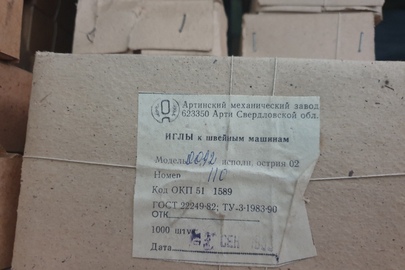 Артинский механический завод
623350 Арти Свердловской обл.
ИГЛЫ к швейным машинам
Модель исполн. острия 02
Номер 110
Код ОКП 51 1589
ГОСТ 22249-82; ТУ-3-1983-90
ОТК
1000 штук
Дата СЕН